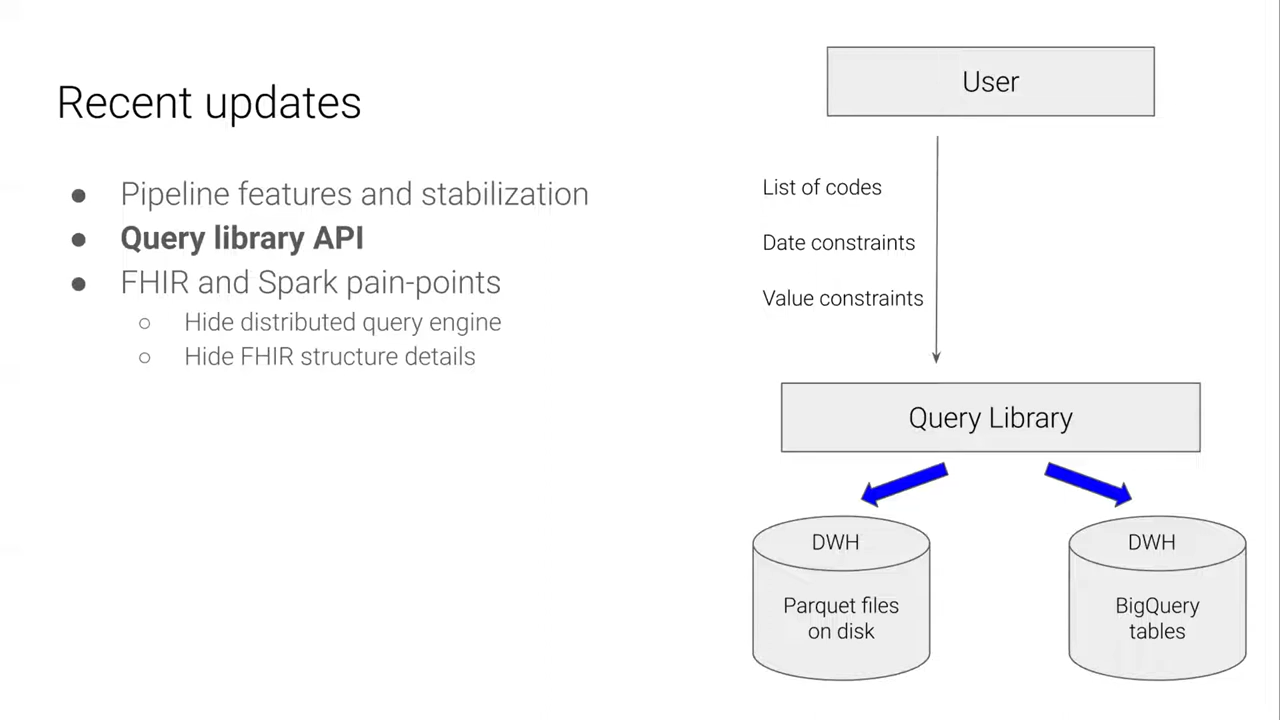 Recent updates
● Pipeline features and stabilization
● Query library API
● FHIR and Spark pain-points
○ Hide distributed query engine
○ Hide FHIR structure details
User
List of codes
Date constraints
Value constraints
Query Library
DWH
Parquet files
on disk
DWH
BigQuery
tables